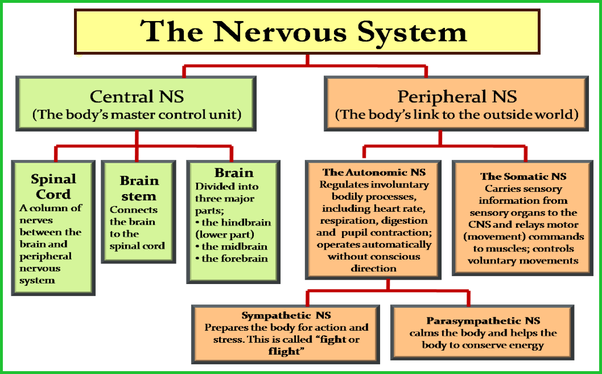 The Nervous System
Central NS
(The body's master control unit)
Peripheral NS
(The body's link to the outside world)
Spinal
Cord
A column of
nerves
between the
brain and
peripheral
nervous
system
Brain
stem
Connects
the brain
to the
spinal cord
Brain
Divided into
three major
parts;
• the hindbrain
(lower part)
• the midbrain
• the forebrain
The Autonomic NS
Regulates involuntary
bodily processes,
including heart rate,
respiration, digestion
and pupil contraction;
operates automatically
without conscious
direction
The Somatic NS
Carries sensory
information from
sensory organs to the
CNS and relays motor
(movement) commands
to muscles; controls
voluntary movements
Sympathetic NS
Prepares the body for action and
stress. This is called "fight or
flight"
Parasympathetic NS
calms the body and helps the
body to conserve energy